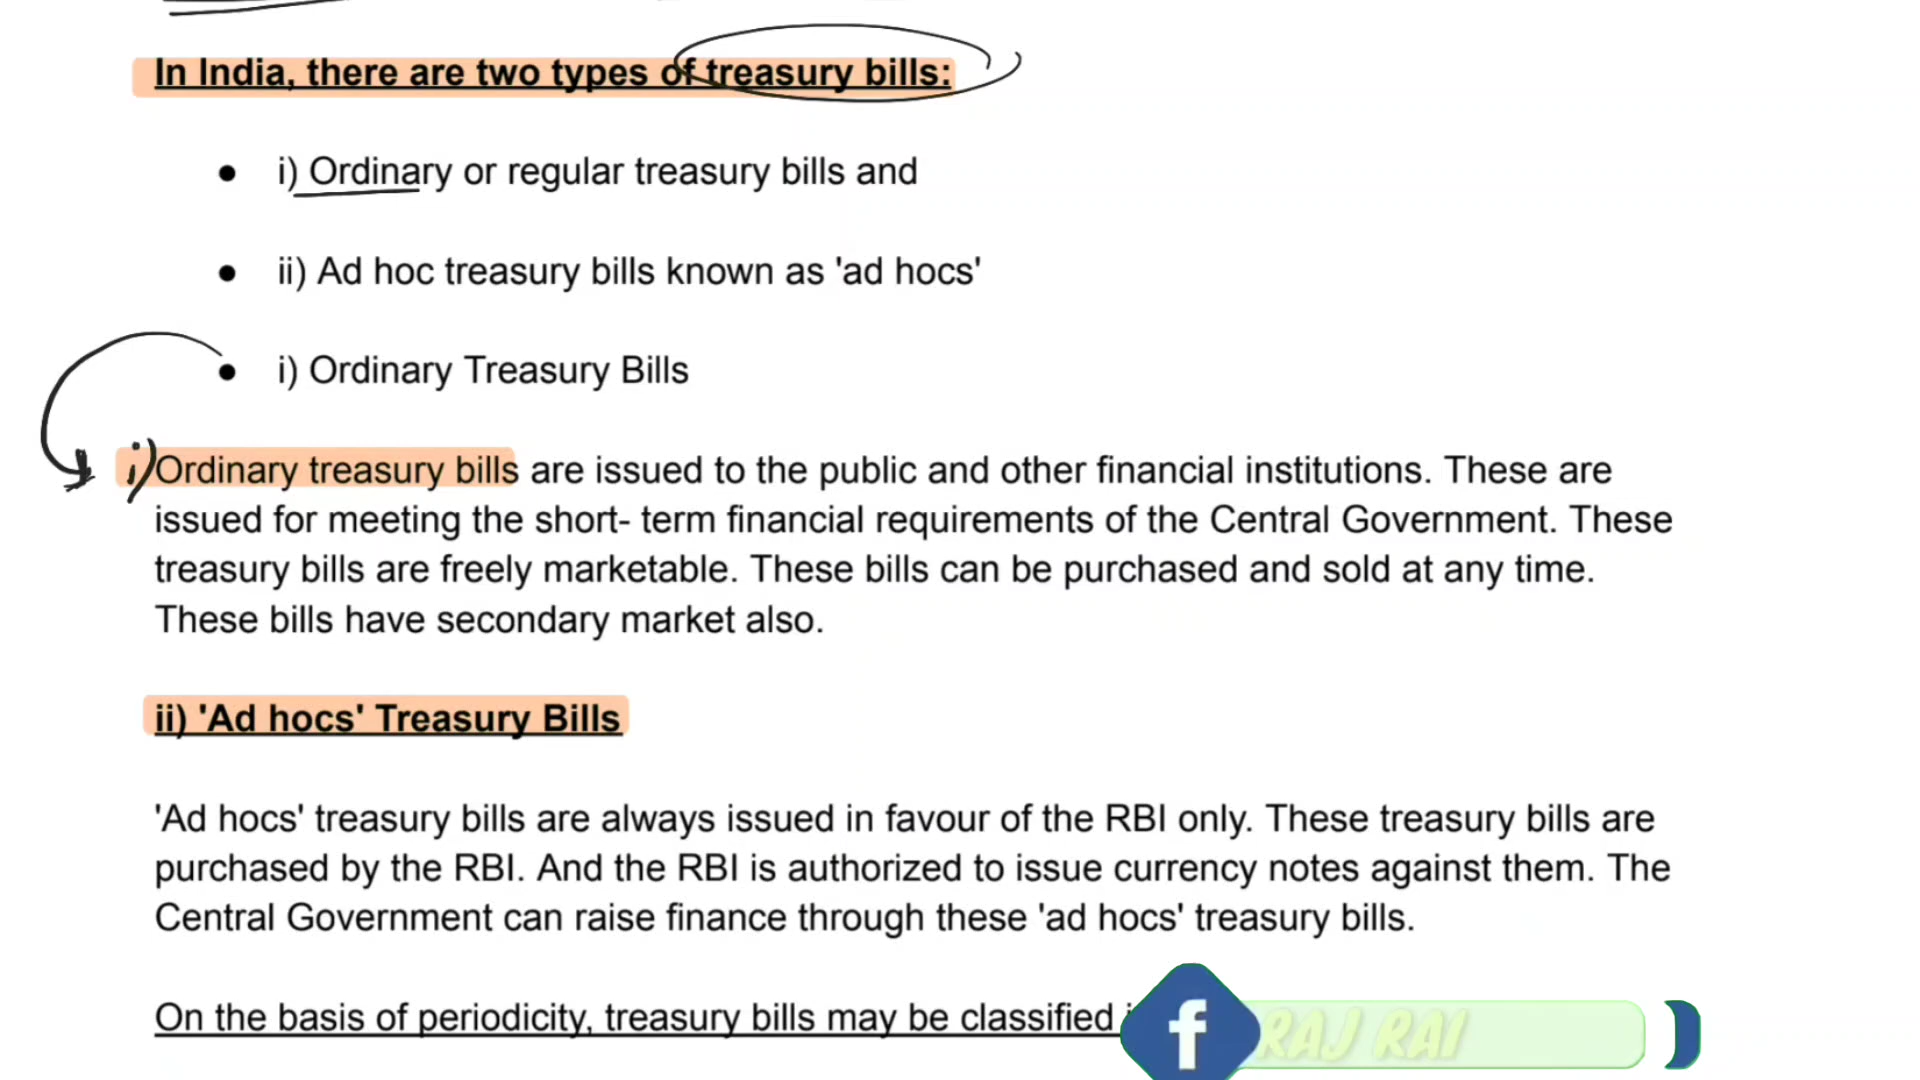 In India, there are two types of treasury bills:
● i) Ordinary or regular treasury bills and
● ii) Ad hoc treasury bills known as 'ad hocs'
● i) Ordinary Treasury Bills
i) Ordinary treasury bills are issued to the public and other financial institutions. These are
issued for meeting the short- term financial requirements of the Central Government. These
treasury bills are freely marketable. These bills can be purchased and sold at any time.
These bills have secondary market also.
ii) 'Ad hocs' Treasury Bills
'Ad hocs' treasury bills are always issued in favour of the RBI only. These treasury bills are
purchased by the RBI. And the RBI is authorized to issue currency notes against them. The
Central Government can raise finance through these 'ad hocs' treasury bills.
On the basis of periodicity, treasury bills may be classified
f RAJ RAI